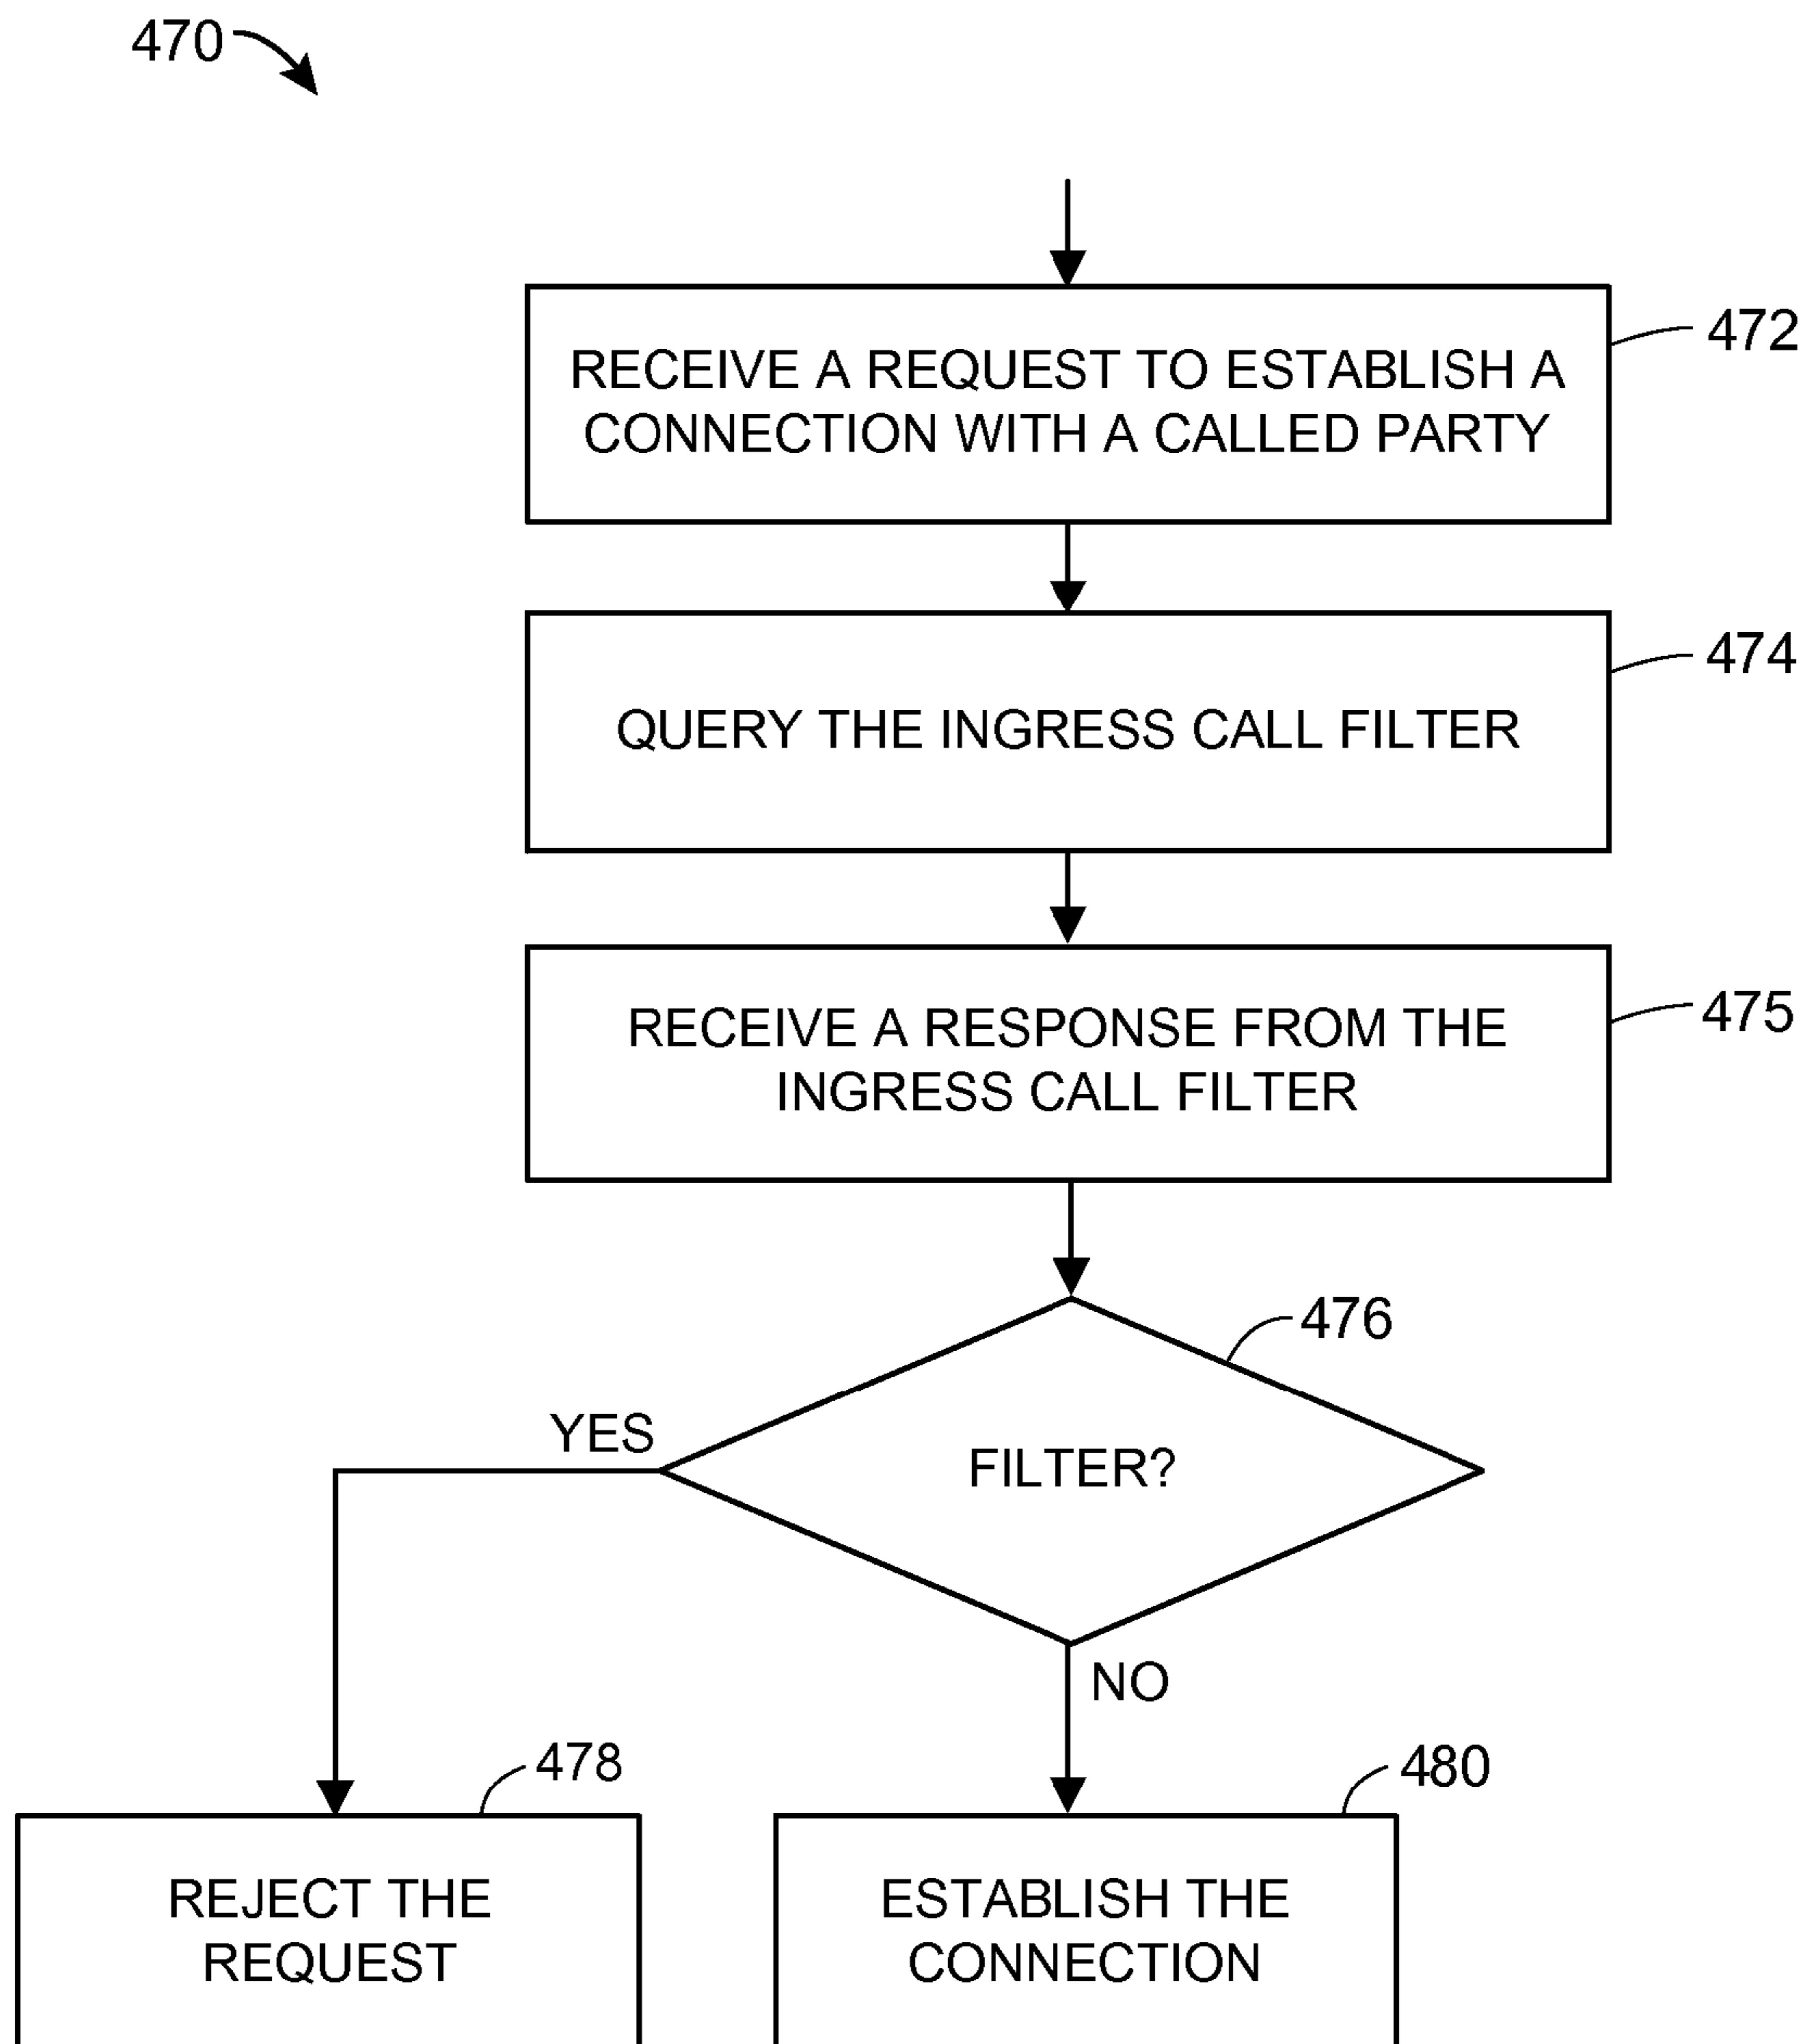 470
RECEIVE A REQUEST TO ESTABLISH A
CONNECTION WITH A CALLED PARTY
472
QUERY THE INGRESS CALL FILTER
474
RECEIVE A RESPONSE FROM THE
INGRESS CALL FILTER
475
FILTER?
476
YES
NO
478
REJECT THE
REQUEST
480
ESTABLISH THE
CONNECTION